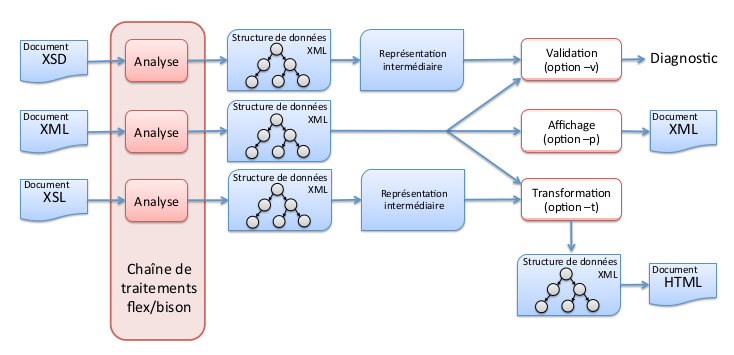 Document
XSD
Analyse
Structure de données
XML
Représentation
intermédiaire
Validation
(option –v)
Diagnostic
Document
XML
Analyse
Structure de données
XML
Affichage
(option –p)
Document
XML
Document
XSL
Analyse
Structure de données
XML
Représentation
intermédiaire
Transformation
(option –t)
Chaîne de
traitements
flex/bison
Structure de données
XML
Document
HTML